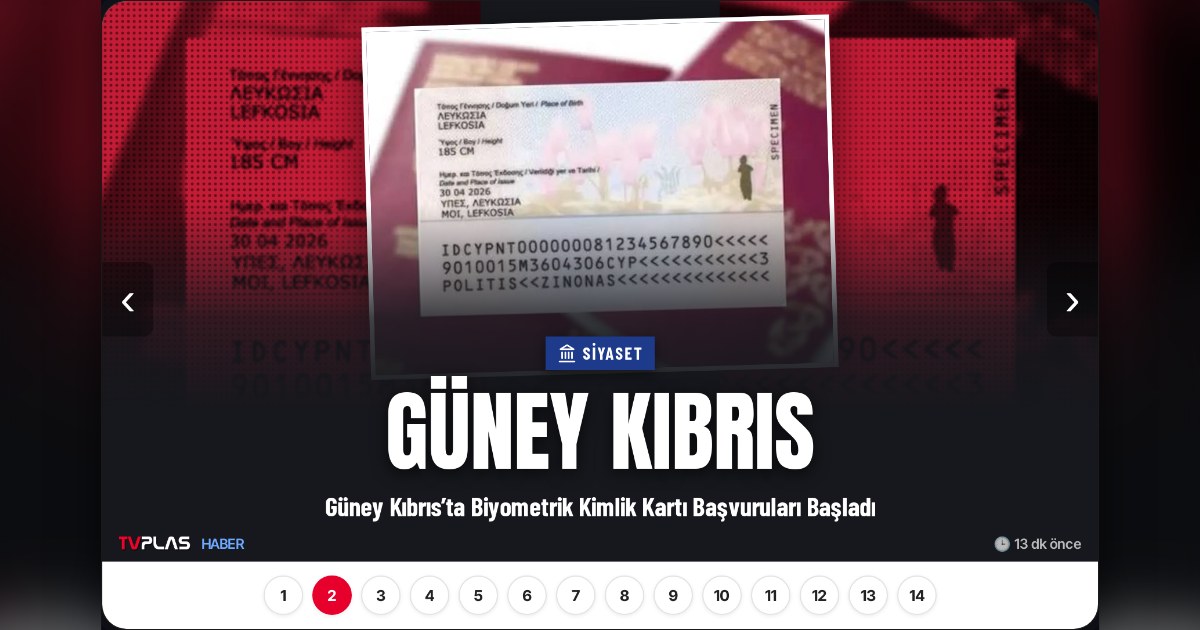 Τόπος Γέννησης / Doğum Yeri / Place of Birth
ΛΕΥΚΩΣΙΑ
LEFKOSIA
Ύψος / Boy / Height
185 CM
Ημερ. και Τόπος Έκδοσης / Verildiği yer ve Tarihi /
Date and Place of Issue
30 04 2026
ΥΠΕΣ, ΛΕΥΚΩΣΙΑ
MOI, LEFKOSIA
SPECIMEN
IDCYPNT000000081234567890<<<<<
9010015M3604306CYP<<<<<<<<<<<3
POLITIS<<ZINONAS<<<<<<<<<<<<<<
SİYASET
GÜNEY KIBRIS
Güney Kıbrıs’ta Biyometrik Kimlik Kartı Başvuruları Başladı
TVPLAS HABER
13 dk önce
1 2 3 4 5 6 7 8 9 10 11 12 13 14